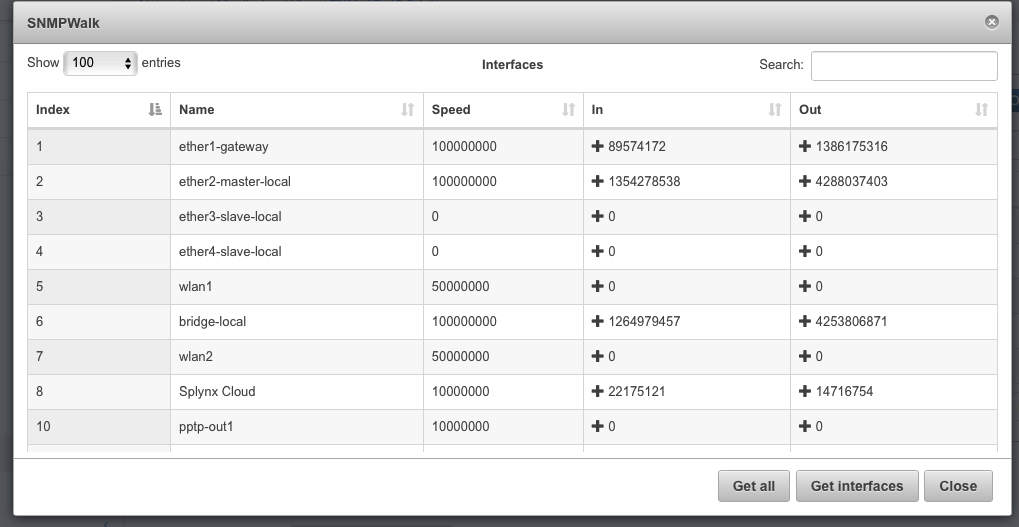 SNMPWalk
Show 100 entries Interfaces Search:
Index Name Speed In Out
1 ether1-gateway 100000000 89574172 1386175316
2 ether2-master-local 100000000 1354278538 4288037403
3 ether3-slave-local 0 0 0
4 ether4-slave-local 0 0 0
5 wlan1 50000000 0 0
6 bridge-local 100000000 1264979457 4253806871
7 wlan2 50000000 0 0
8 Splynx Cloud 10000000 22175121 14716754
10 pptp-out1 10000000 0 0
Get all Get interfaces Close